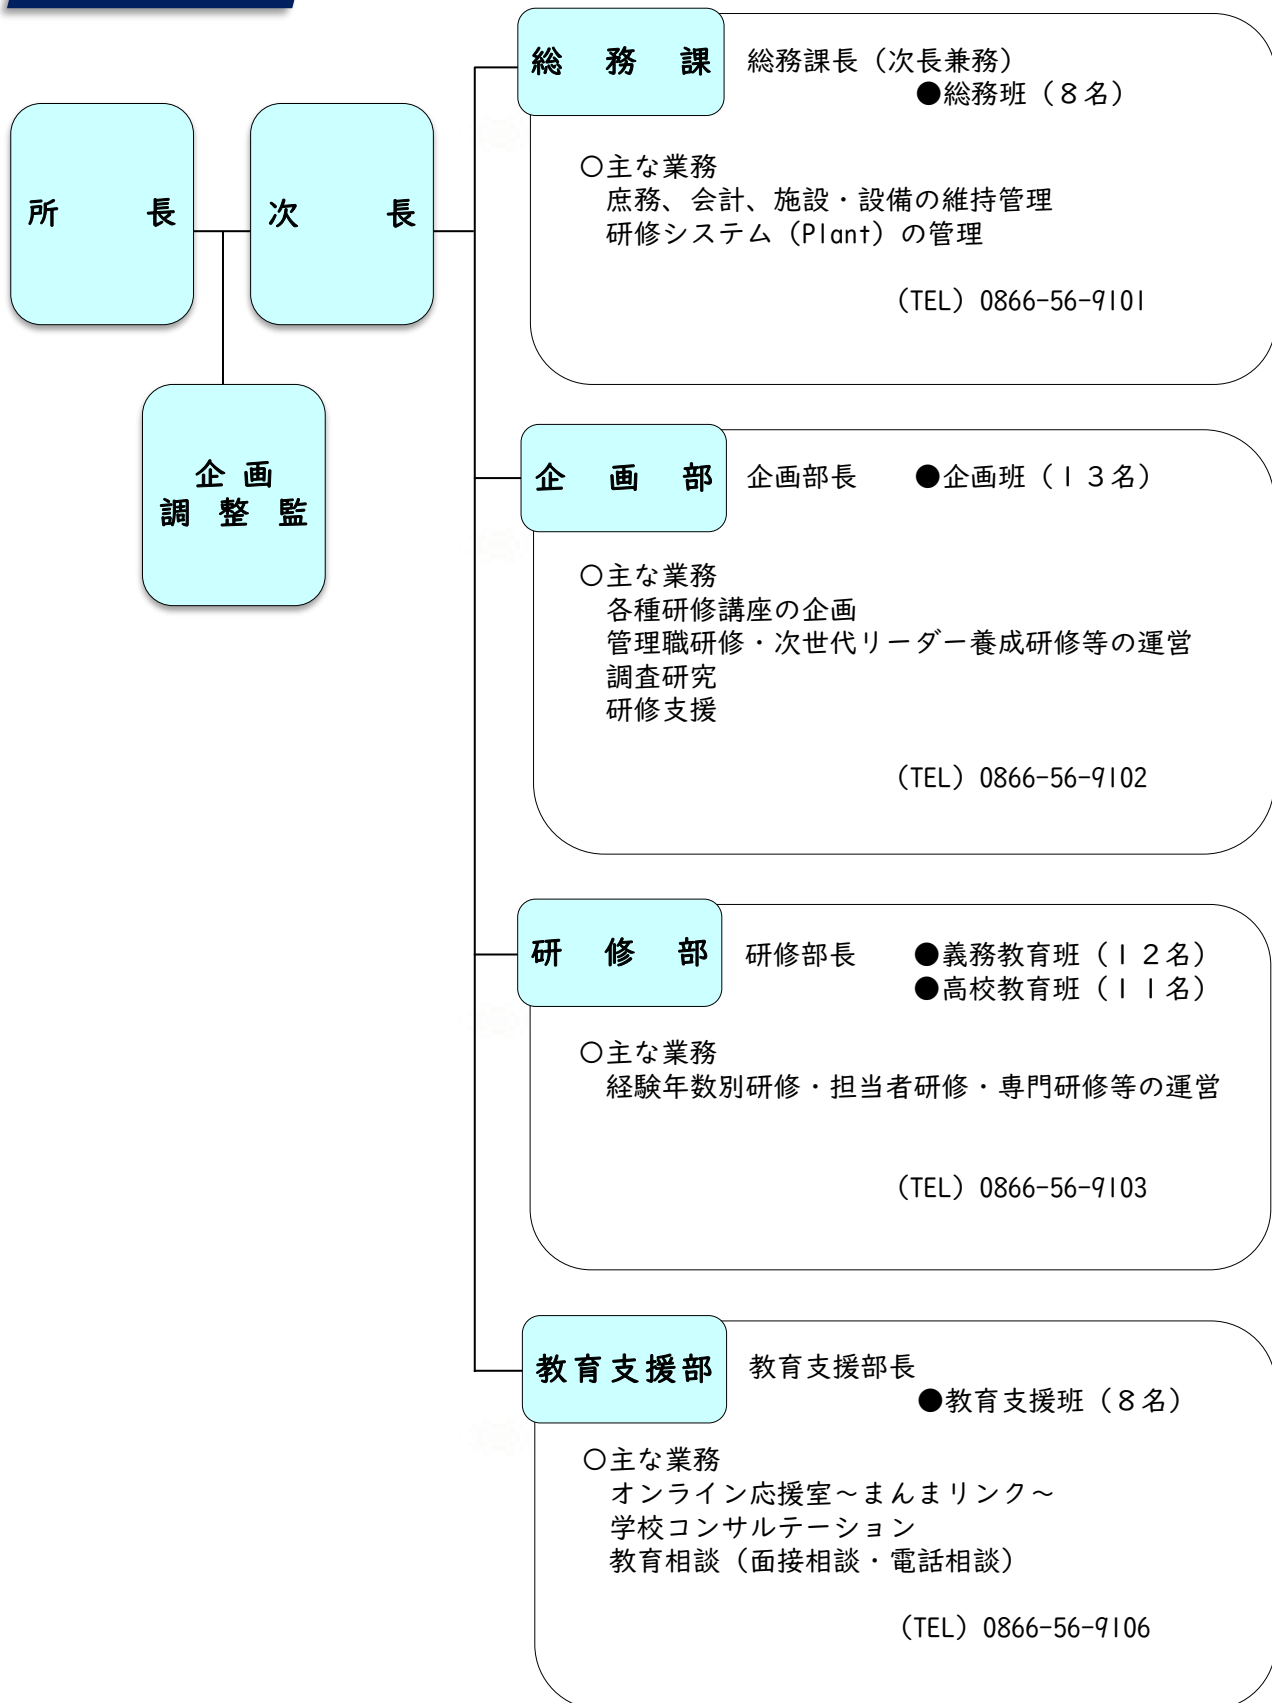 所　長
次　長
企画
調整監
総務課
総務課長（次長兼務）
●総務班（８名）
○主な業務
庶務、会計、施設・設備の維持管理
研修システム（Plant）の管理
（TEL）0866-56-9101
企画部
企画部長　●企画班（１３名）
○主な業務
各種研修講座の企画
管理職研修・次世代リーダー養成研修等の運営
調査研究
研修支援
（TEL）0866-56-9102
研修部
研修部長　●義務教育班（１２名）
●高校教育班（１１名）
○主な業務
経験年数別研修・担当者研修・専門研修等の運営
（TEL）0866-56-9103
教育支援部
教育支援部長
●教育支援班（８名）
○主な業務
オンライン応援室～まんまリンク～
学校コンサルテーション
教育相談（面接相談・電話相談）
（TEL）0866-56-9106